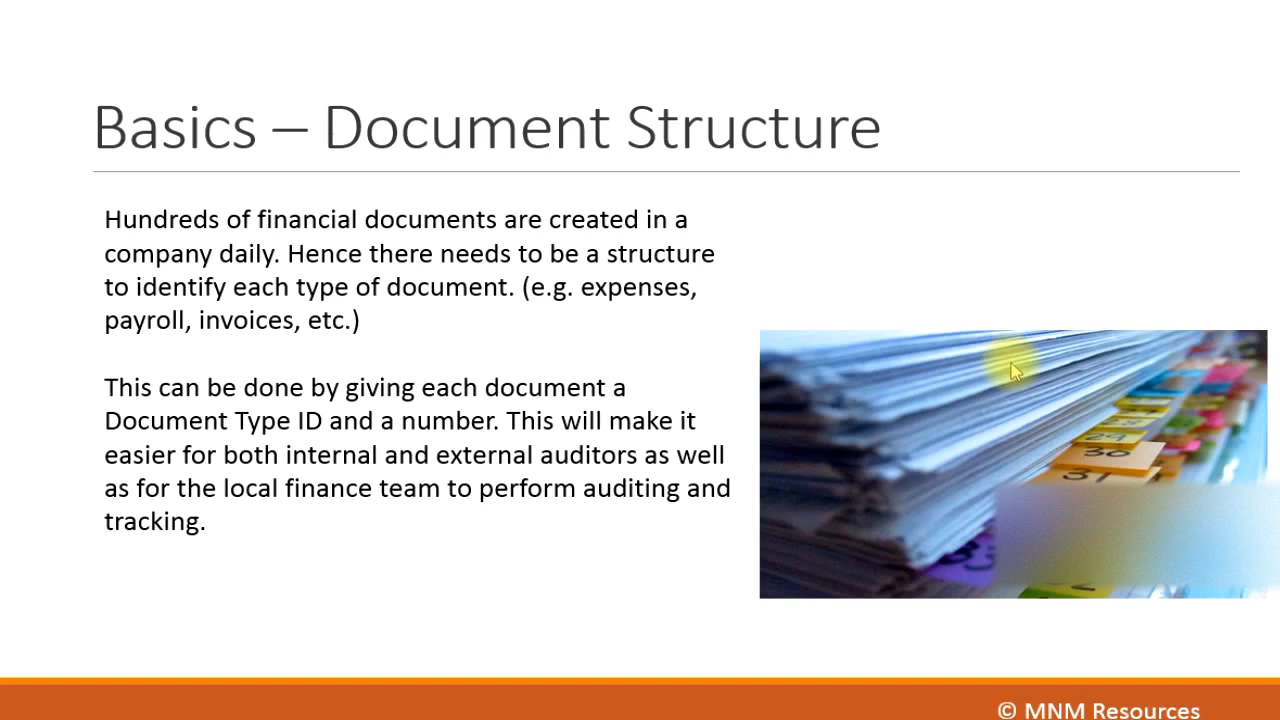 Basics – Document Structure
Hundreds of financial documents are created in a
company daily. Hence there needs to be a structure
to identify each type of document. (e.g. expenses,
payroll, invoices, etc.)
This can be done by giving each document a
Document Type ID and a number. This will make it
easier for both internal and external auditors as well
as for the local finance team to perform auditing and
tracking.
29
30
31
© MNM Resources